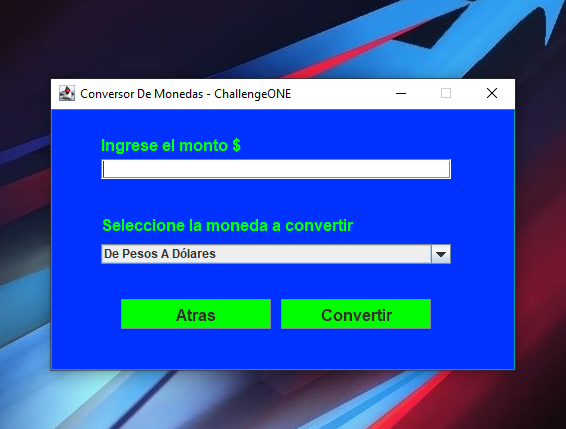 Conversor De Monedas - ChallengeONE
Ingrese el monto $
Seleccione la moneda a convertir
De Pesos A Dólares
Atras
Convertir